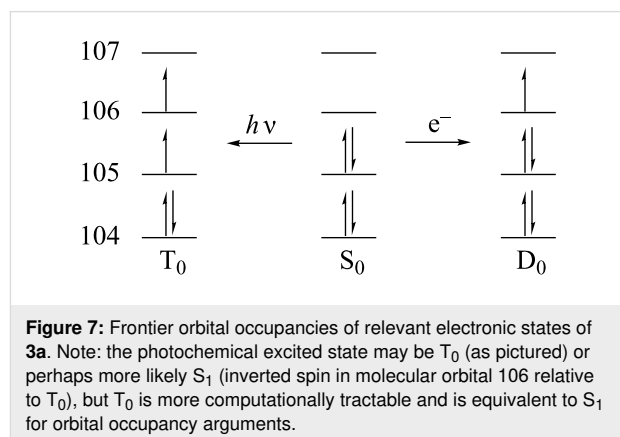 107
106
105
104
hν
e⁻
T₀
S₀
D₀
Figure 7: Frontier orbital occupancies of relevant electronic states of
3a. Note: the photochemical excited state may be T₀ (as pictured) or
perhaps more likely S₁ (inverted spin in molecular orbital 106 relative
to T₀), but T₀ is more computationally tractable and is equivalent to S₁
for orbital occupancy arguments.